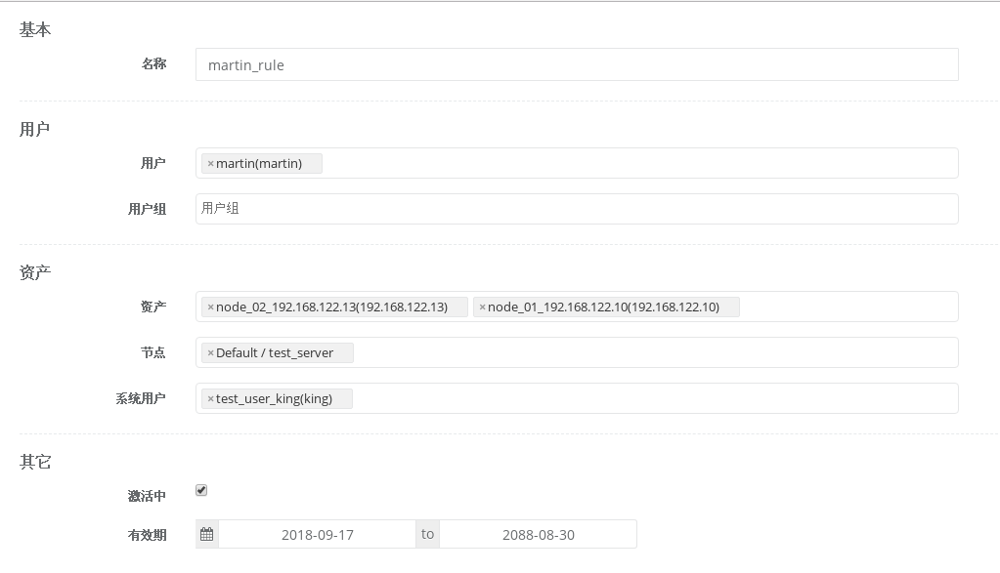 基本
名称 martin_rule
用户
用户 ×martin(martin)
用户组 用户组
资产
资产 ×node_02_192.168.122.13(192.168.122.13) ×node_01_192.168.122.10(192.168.122.10)
节点 ×Default / test_server
系统用户 ×test_user_king(king)
其它
激活中
有效期 2018-09-17 to 2088-08-30